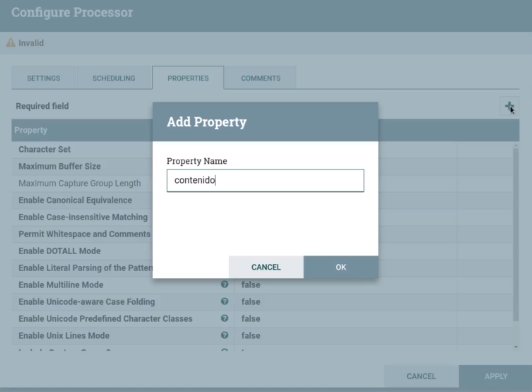 Configure Processor
Invalid
SETTINGS SCHEDULING PROPERTIES COMMENTS
Required field
Property
Character Set
Maximum Buffer Size
Maximum Capture Group Length
Enable Canonical Equivalence
Enable Case-insensitive Matching
Permit Whitespace and Comments
Enable DOTALL Mode
Enable Literal Parsing of the Pattern
Enable Multiline Mode false
Enable Unicode-aware Case Folding false
Enable Unicode Predefined Character Classes false
Enable Unix Lines Mode false
Add Property
Property Name
contenido
CANCEL OK
CANCEL APPLY